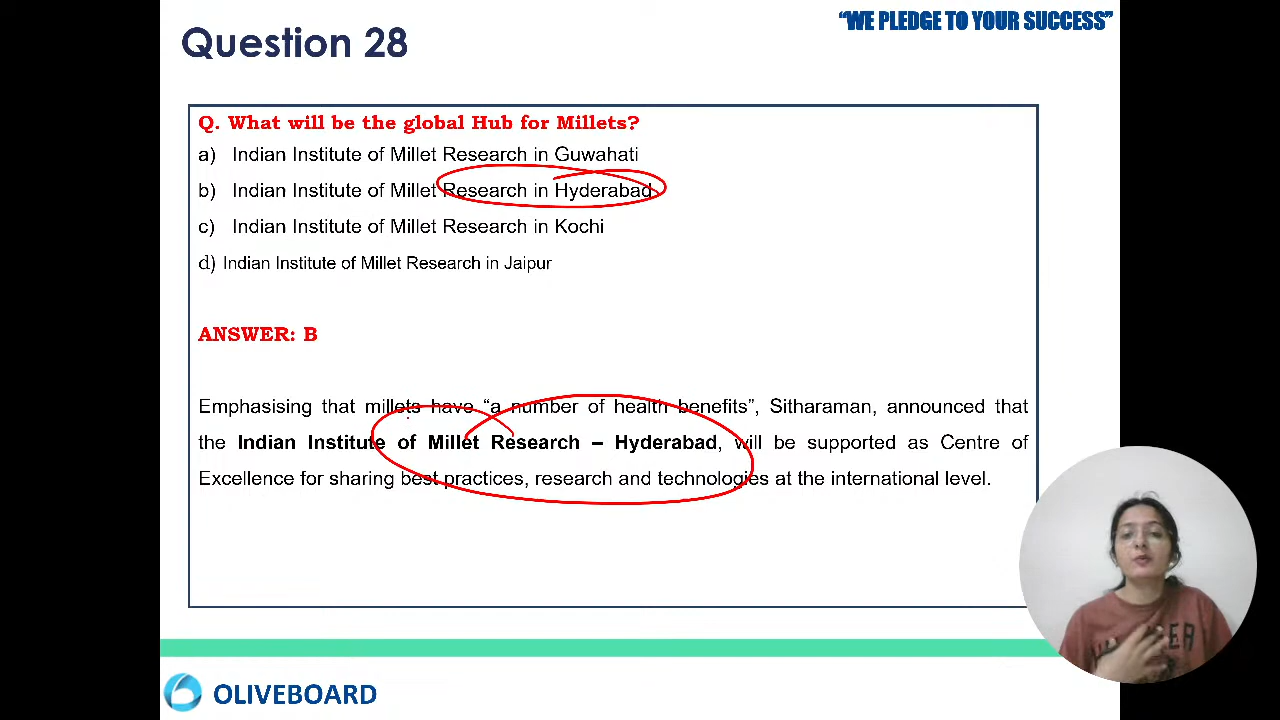 “WE PLEDGE TO YOUR SUCCESS”
Question 28
Q. What will be the global Hub for Millets?
a) Indian Institute of Millet Research in Guwahati
b) Indian Institute of Millet Research in Hyderabad
c) Indian Institute of Millet Research in Kochi
d) Indian Institute of Millet Research in Jaipur
ANSWER: B
Emphasising that millets have “a number of health benefits”, Sitharaman, announced that
the Indian Institute of Millet Research – Hyderabad, will be supported as Centre of
Excellence for sharing best practices, research and technologies at the international level.
OLIVEBOARD